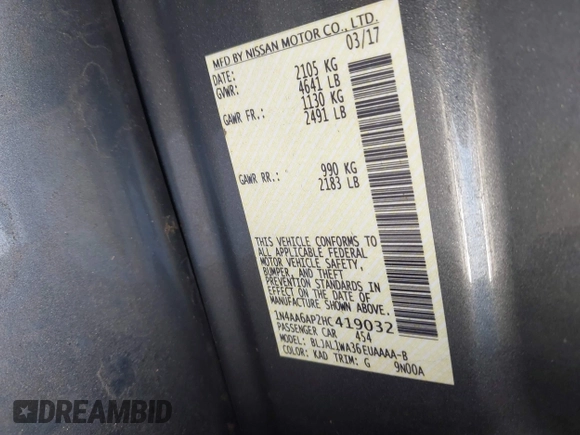 MFD BY NISSAN MOTOR CO., LTD.
DATE: 03/17
GVWR: 2105 KG
4641 LB
GAWR FR.: 1130 KG
2491 LB
GAWR RR.: 990 KG
2183 LB
THIS VEHICLE CONFORMS TO
ALL APPLICABLE FEDERAL
MOTOR VEHICLE SAFETY,
BUMPER, AND THEFT
PREVENTION STANDARDS IN
EFFECT ON THE DATE OF
MANUFACTURE SHOWN ABOVE.
1N4AA6AP2HC419032
PASSENGER CAR 454
MODEL: BLJAL1WA36EUAAAA-B
COLOR: KAD TRIM: G 9N00A
DREAMBID